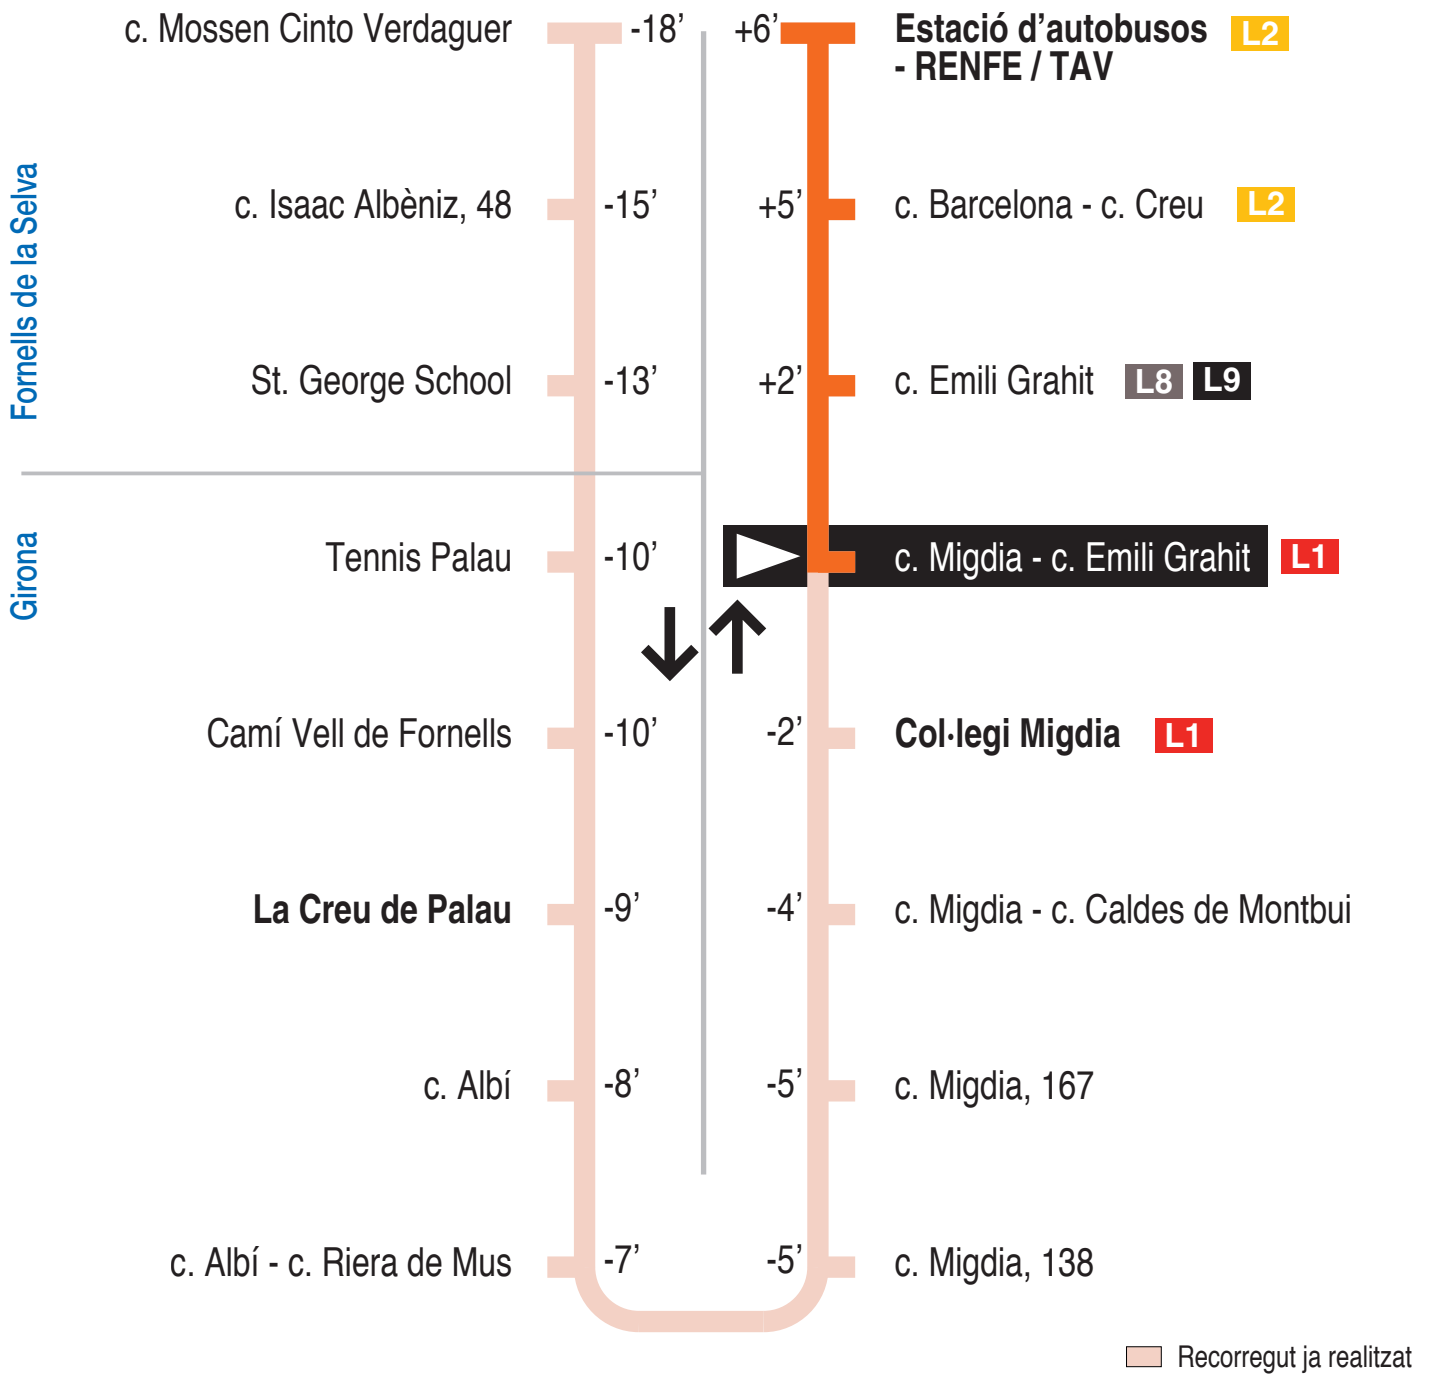 c. Mossen Cinto Verdaguer -18’
+6’ Estació d’autobusos L2
- RENFE / TAV
Fornells de la Selva
c. Isaac Albèniz, 48 -15’
+5’ c. Barcelona - c. Creu L2
St. George School -13’
+2’ c. Emili Grahit L8 L9
Girona
Tennis Palau -10’
c. Migdia - c. Emili Grahit L1
Camí Vell de Fornells -10’
-2’ Col·legi Migdia L1
La Creu de Palau -9’
-4’ c. Migdia - c. Caldes de Montbui
c. Albí -8’
-5’ c. Migdia, 167
c. Albí - c. Riera de Mus -7’
-5’ c. Migdia, 138
Recorregut ja realitzat